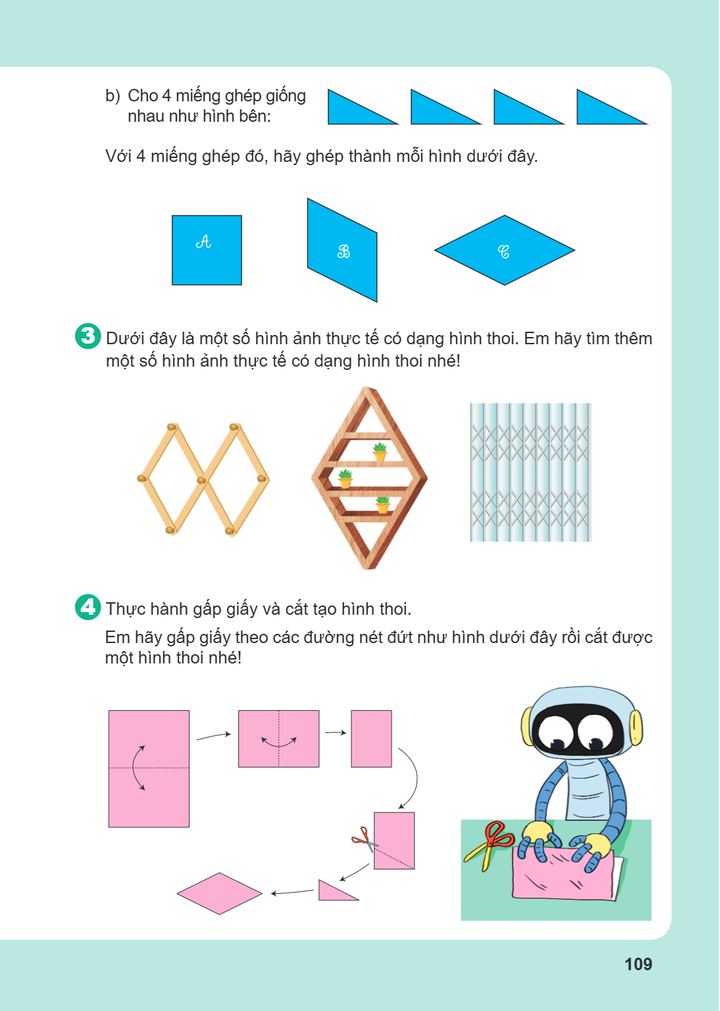 b) Cho 4 miếng ghép giống
nhau như hình bên:
Với 4 miếng ghép đó, hãy ghép thành mỗi hình dưới đây.
A
B
C
3 Dưới đây là một số hình ảnh thực tế có dạng hình thoi. Em hãy tìm thêm
một số hình ảnh thực tế có dạng hình thoi nhé!
4 Thực hành gấp giấy và cắt tạo hình thoi.
Em hãy gấp giấy theo các đường nét đứt như hình dưới đây rồi cắt được
một hình thoi nhé!
109